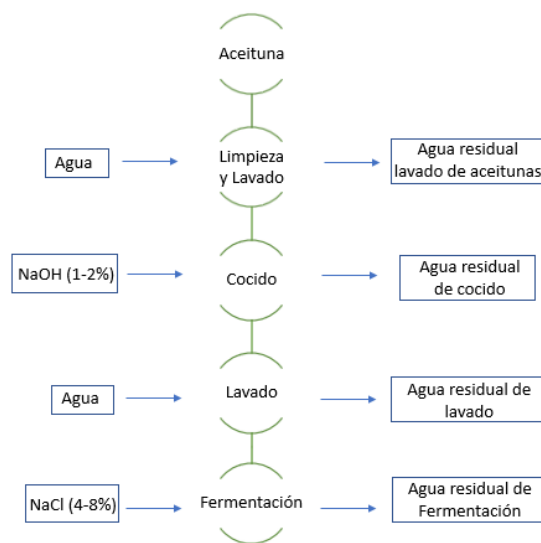 Aceituna
Agua
Limpieza
y Lavado
Agua residual
lavado de aceitunas
NaOH (1-2%)
Cocido
Agua residual
de cocido
Agua
Lavado
Agua residual de
lavado
NaCl (4-8%)
Fermentación
Agua residual de
Fermentación